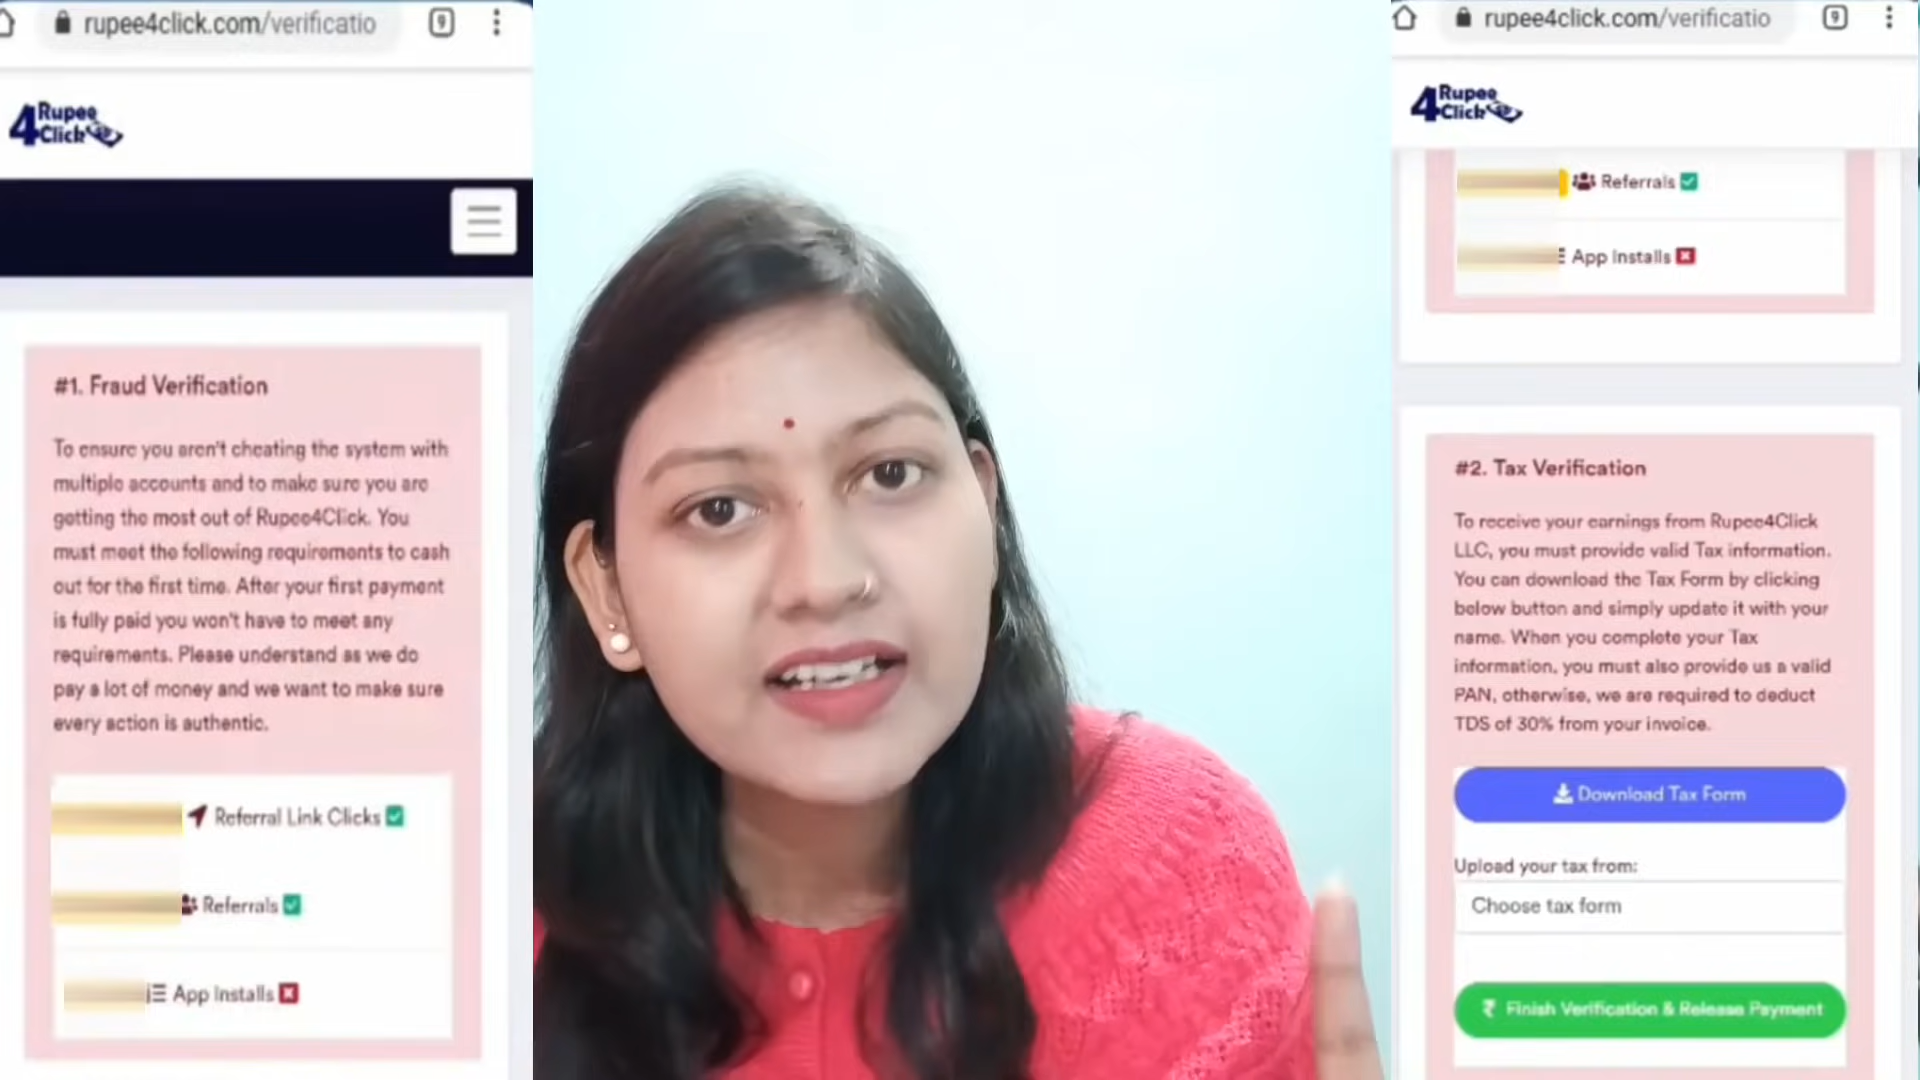 rupee4click.com/verificatio
9
4 Rupee
Click
#1. Fraud Verification
To ensure you aren't cheating the system with
multiple accounts and to make sure you are
getting the most out of Rupee4Click. You
must meet the following requirements to cash
out for the first time. After your first payment
is fully paid you won't have to meet any
requirements. Please understand as we do
pay a lot of money and we want to make sure
every action is authentic.
Referral Link Clicks
Referrals
App Installs
rupee4click.com/verificatio
9
4 Rupee
Click
Referrals
App Installs
#2. Tax Verification
To receive your earnings from Rupee4Click
LLC, you must provide valid Tax information.
You can download the Tax Form by clicking
below button and simply update it with your
name. When you complete your Tax
information, you must also provide us a valid
PAN, otherwise, we are required to deduct
TDS of 30% from your invoice.
Download Tax Form
Upload your tax from:
Choose tax form
₹ Finish Verification & Release Payment